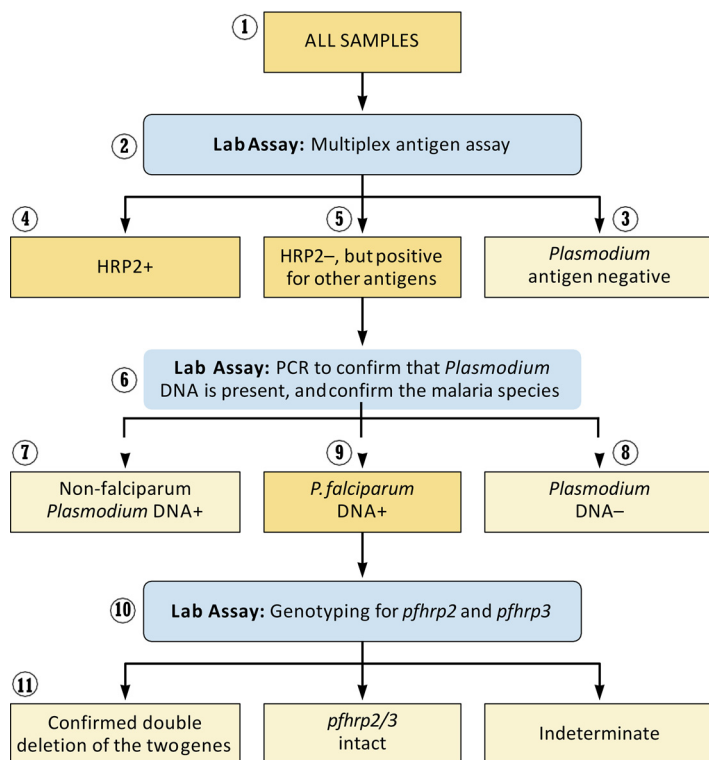 1
ALL SAMPLES
2
Lab Assay: Multiplex antigen assay
4
5
3
HRP2+
HRP2–, but positive
for other antigens
Plasmodium
antigen negative
6
Lab Assay: PCR to confirm that Plasmodium
DNA is present, and confirm the malaria species
7
9
8
Non-falciparum
Plasmodium DNA+
P. falciparum
DNA+
Plasmodium
DNA–
10
Lab Assay: Genotyping for pfhrp2 and pfhrp3
11
Confirmed double
deletion of the twogenes
pfhrp2/3
intact
Indeterminate